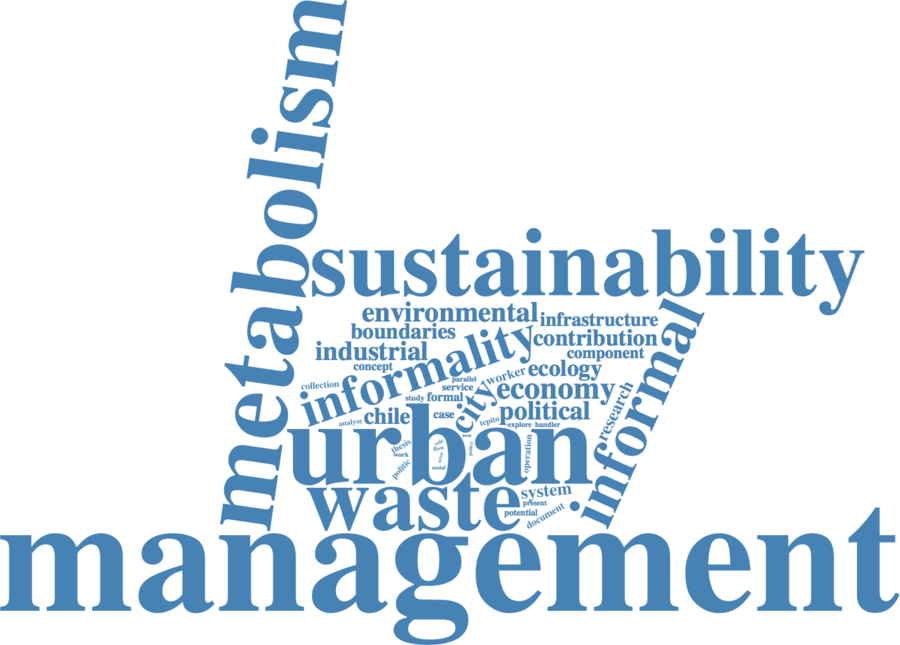 metabolism
sustainability
environmental
infrastructure
boundaries
contribution
industrial
component
concept
informality
ecology
collection
parallel
worker
service
economy
study
formal
city
political
research
informal
chile
case
tepito
analyse
explore
handler
urban
thesis
work
flow
social
policy
politic
operation
waste
system
present
potential
document
management